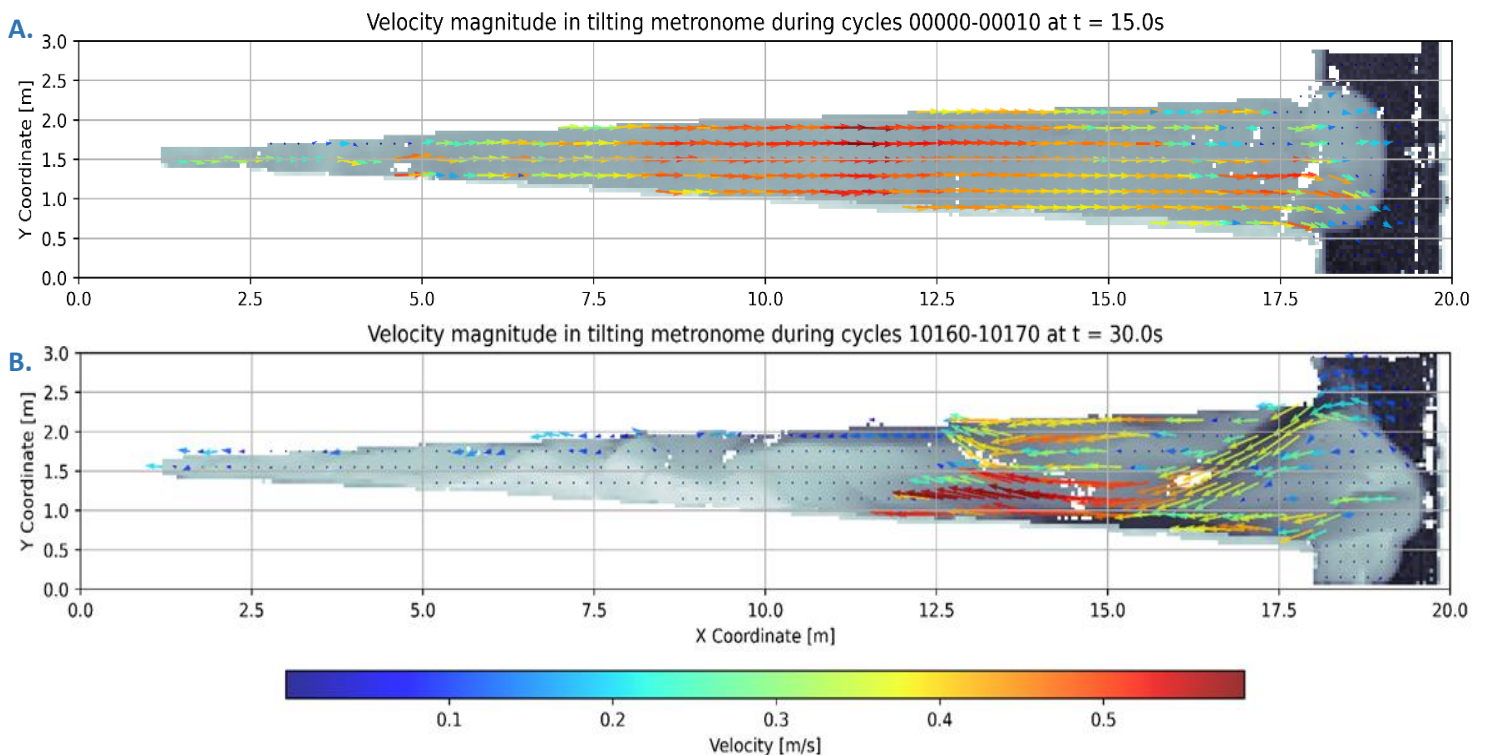 A.
Velocity magnitude in tilting metronome during cycles 00000-00010 at t = 15.0s
3.0
2.5
2.0
1.5
1.0
0.5
0.0
Y Coordinate [m]
0.0 2.5 5.0 7.5 10.0 12.5 15.0 17.5 20.0
B.
Velocity magnitude in tilting metronome during cycles 10160-10170 at t = 30.0s
3.0
2.5
2.0
1.5
1.0
0.5
0.0
Y Coordinate [m]
0.0 2.5 5.0 7.5 10.0 12.5 15.0 17.5 20.0
X Coordinate [m]
0.1 0.2 0.3 0.4 0.5
Velocity [m/s]